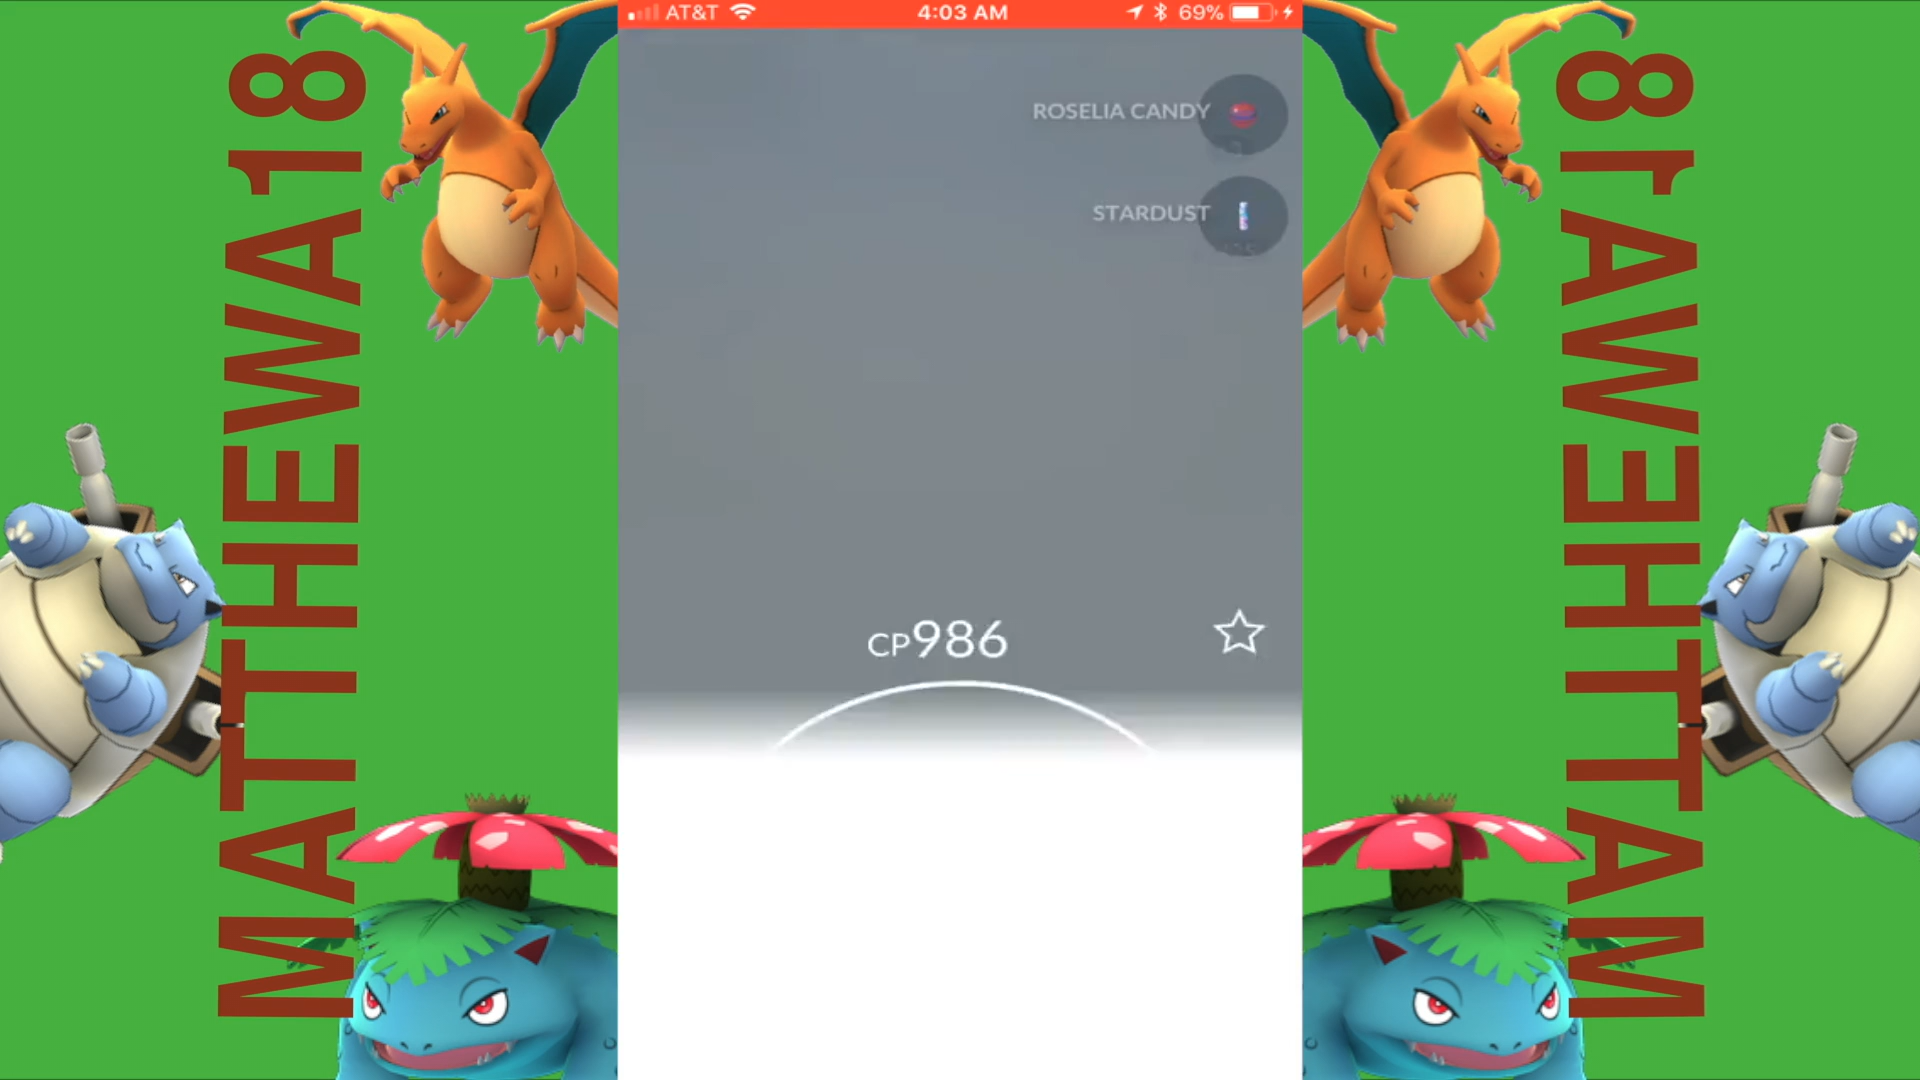 AT&T 4:03 AM 69%
ROSELIA CANDY
STARDUST
CP986
MATTHEWA18
MATTHEWA18